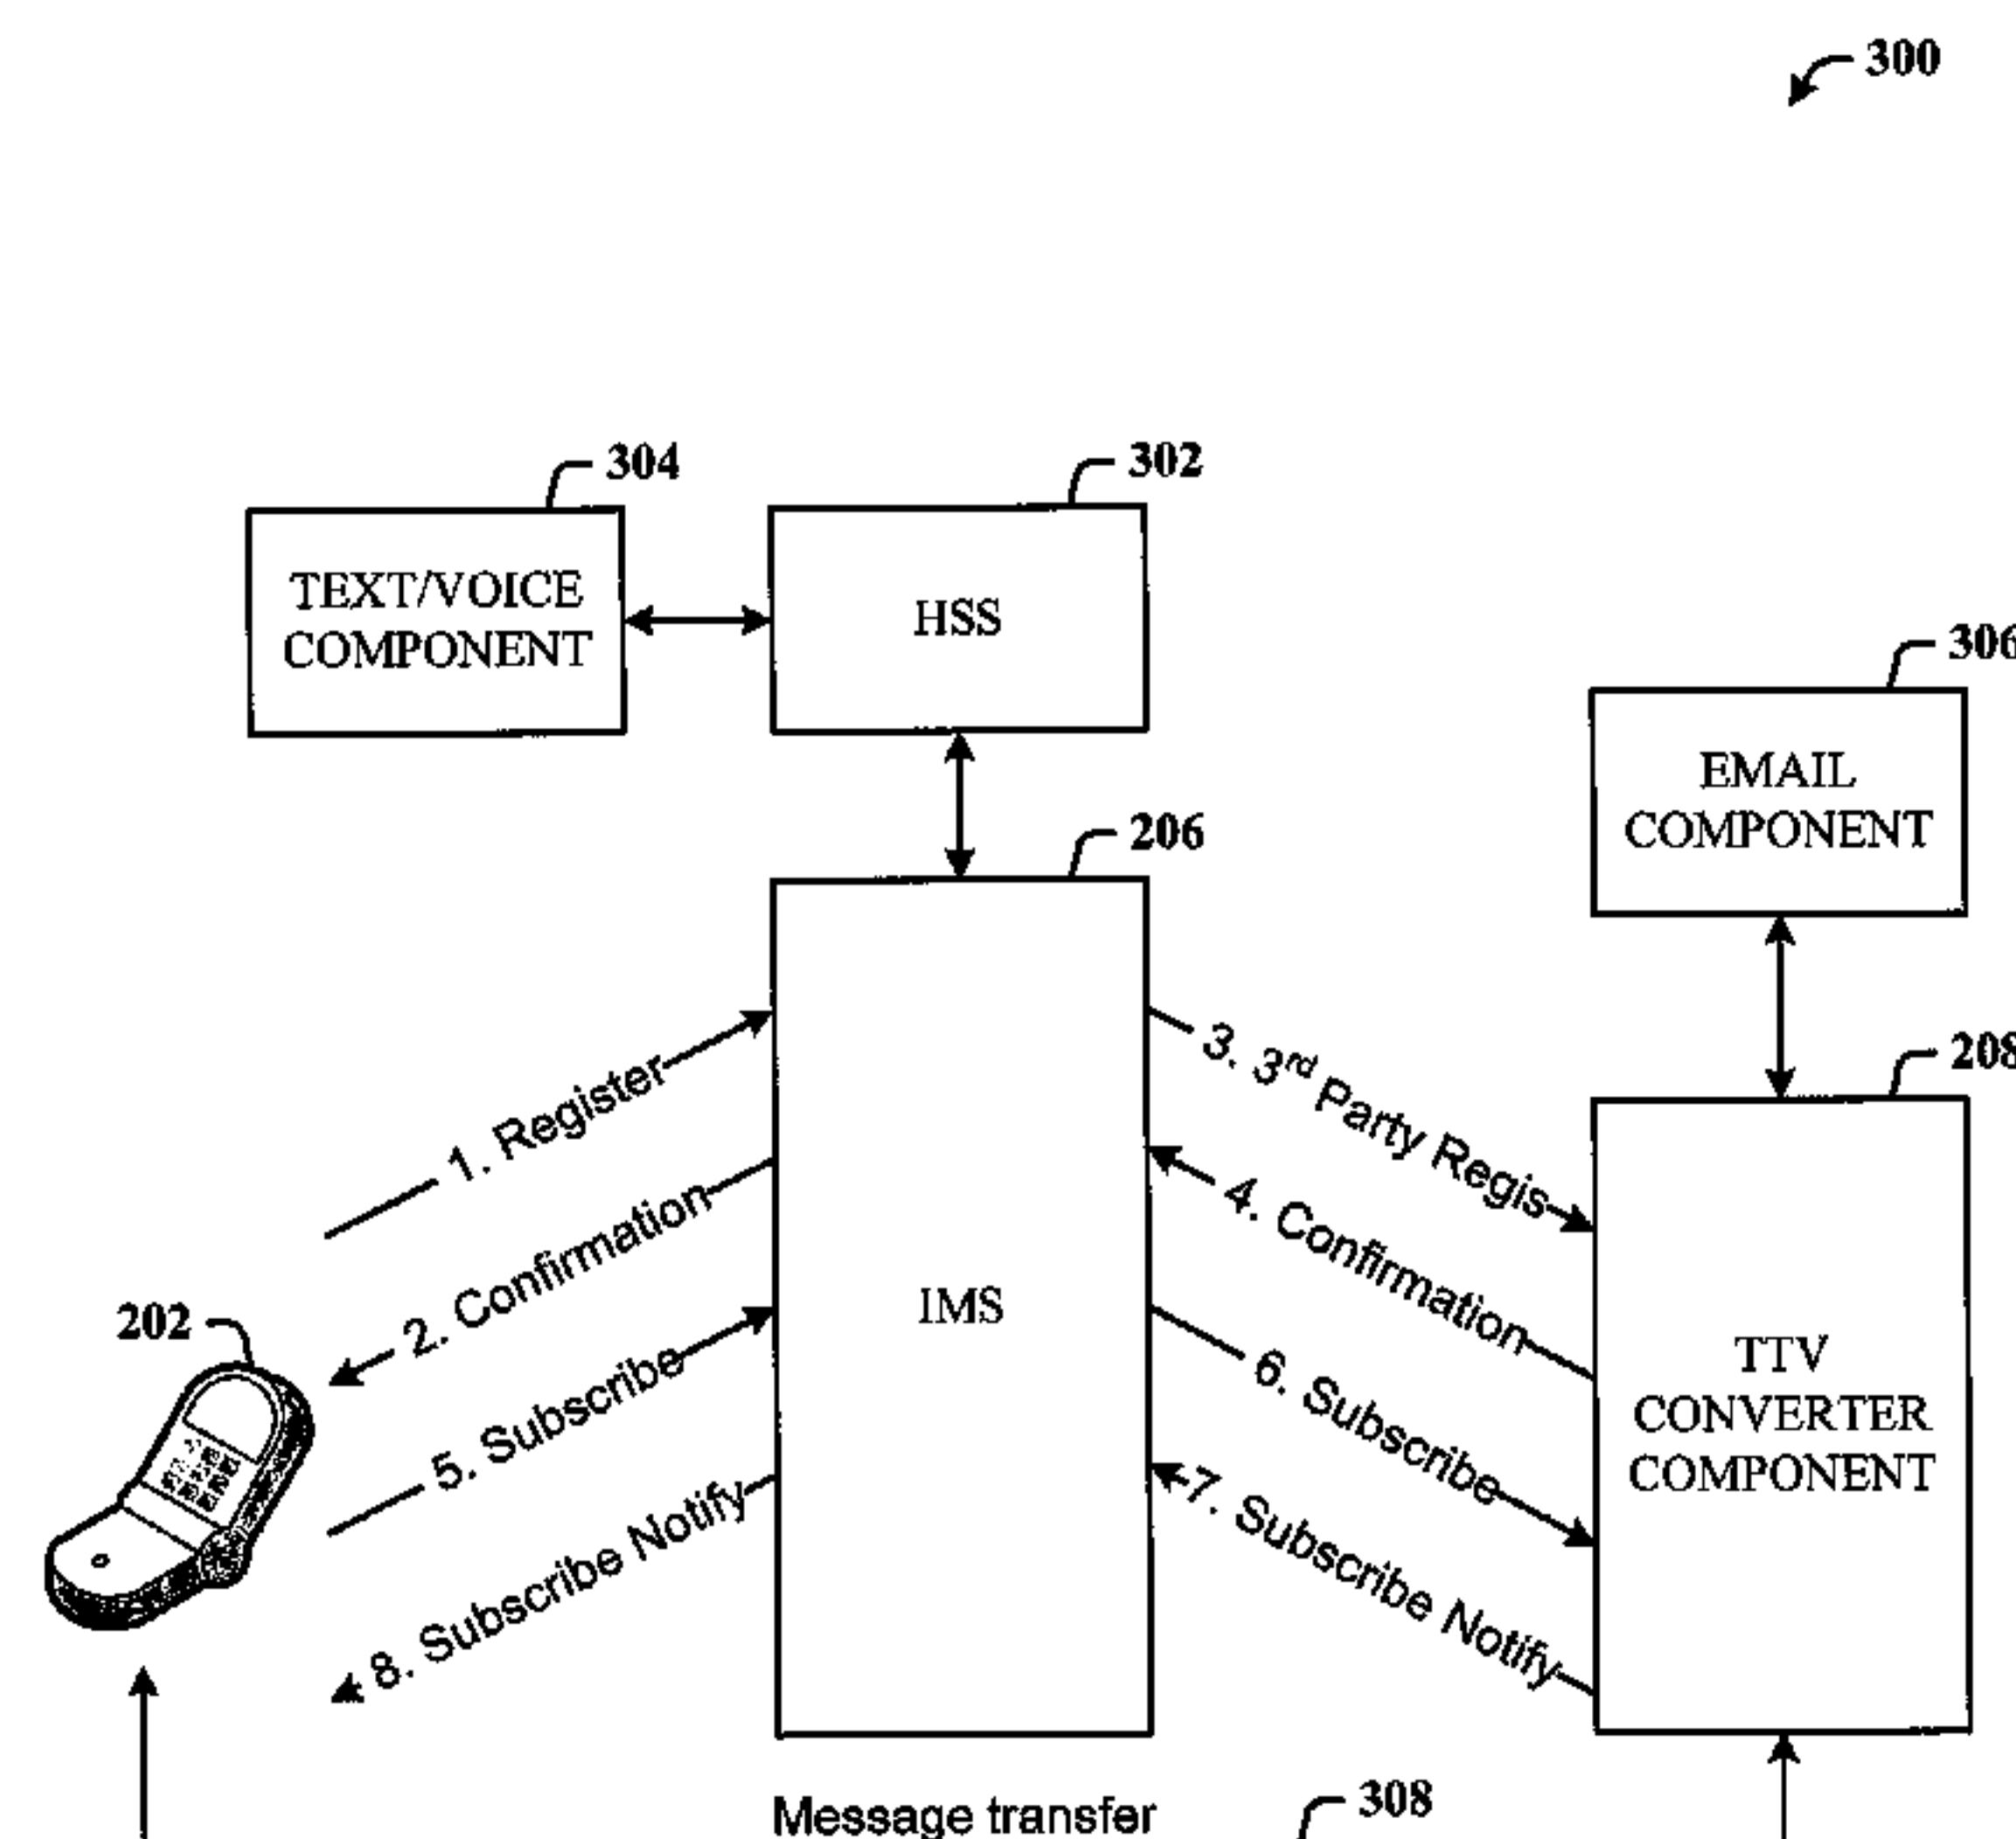 300
304
302
TEXT/VOICE
COMPONENT
HSS
306
EMAIL
COMPONENT
206
208
1. Register
2. Confirmation
5. Subscribe
8. Subscribe Notify
202
IMS
3. 3rd Party Regis
4. Confirmation
6. Subscribe
7. Subscribe Notify
TTV
CONVERTER
COMPONENT
Message transfer
308